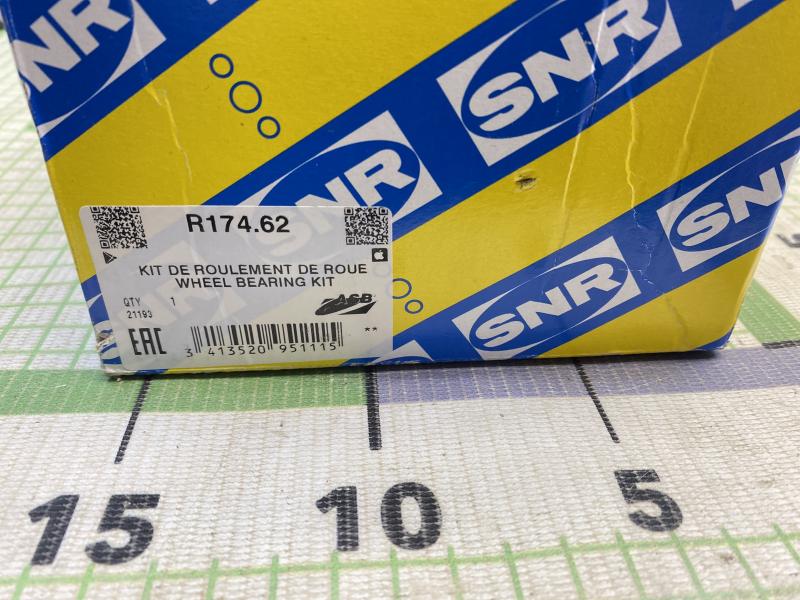 SNR
SNR
SNR
SNR
SNR
R174.62
KIT DE ROULEMENT DE ROUE
WHEEL BEARING KIT
QTY 1
21193
ASB
EAC
**
3 413520 951115
15 10 5